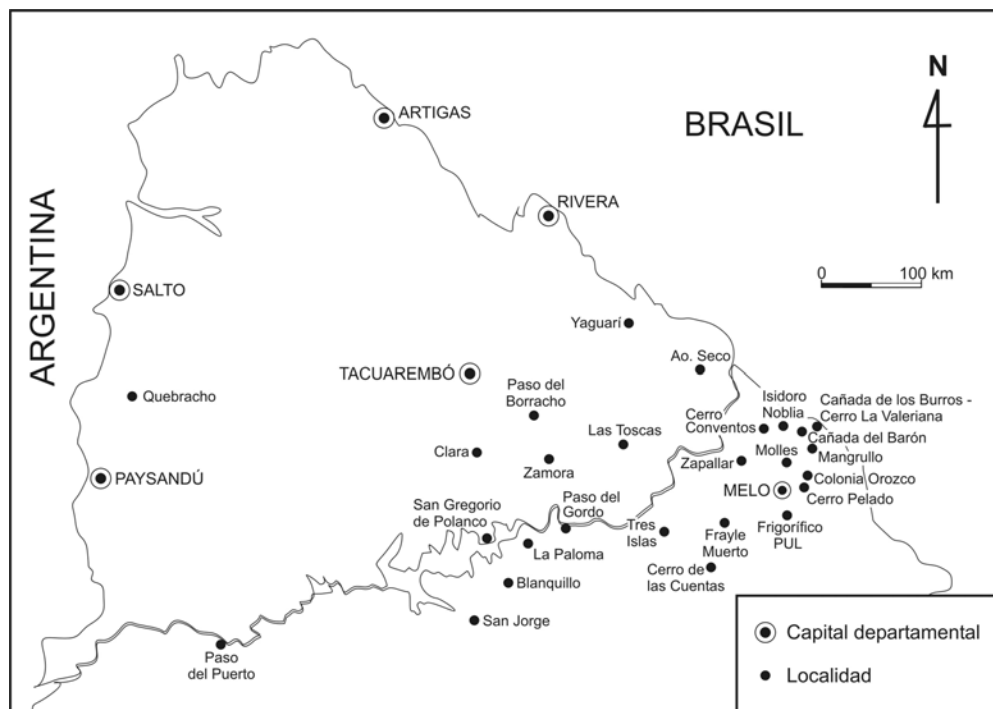 ARTIGAS
BRASIL
N
RIVERA
ARGENTINA
SALTO
0
100 km
Yaguarí
Ao. Seco
TACUAREMBÓ
Paso del
Borracho
Quebracho
Isidoro
Noblia
Cañada de los Burros -
Cerro La Valeriana
Cerro
Conventos
Cañada del Barón
Las Toscas
Clara
Zamora
Mangrullo
Molles
Zapallar
PAYSANDÚ
Colonia Orozco
MELO
Cerro Pelado
San Gregorio
de Polanco
Paso del
Gordo
Tres
Islas
Frayle
Muerto
Frigorífico
PUL
La Paloma
Cerro de
las Cuentas
Blanquillo
San Jorge
Paso
del Puerto
Capital departamental
Localidad